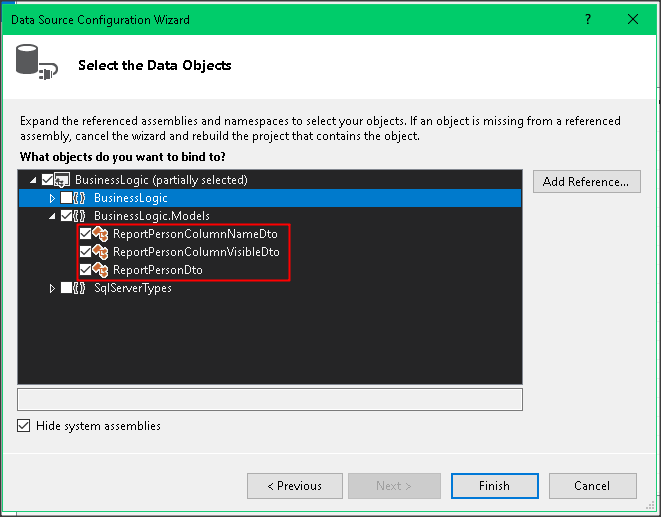 Data Source Configuration Wizard
?
Select the Data Objects
Expand the referenced assemblies and namespaces to select your objects. If an object is missing from a referenced
assembly, cancel the wizard and rebuild the project that contains the object.
What objects do you want to bind to?
BusinessLogic (partially selected)
Add Reference...
{} BusinessLogic
{} BusinessLogic.Models
ReportPersonColumnNameDto
ReportPersonColumnVisibleDto
ReportPersonDto
{} SqlServerTypes
Hide system assemblies
< Previous
Next >
Finish
Cancel